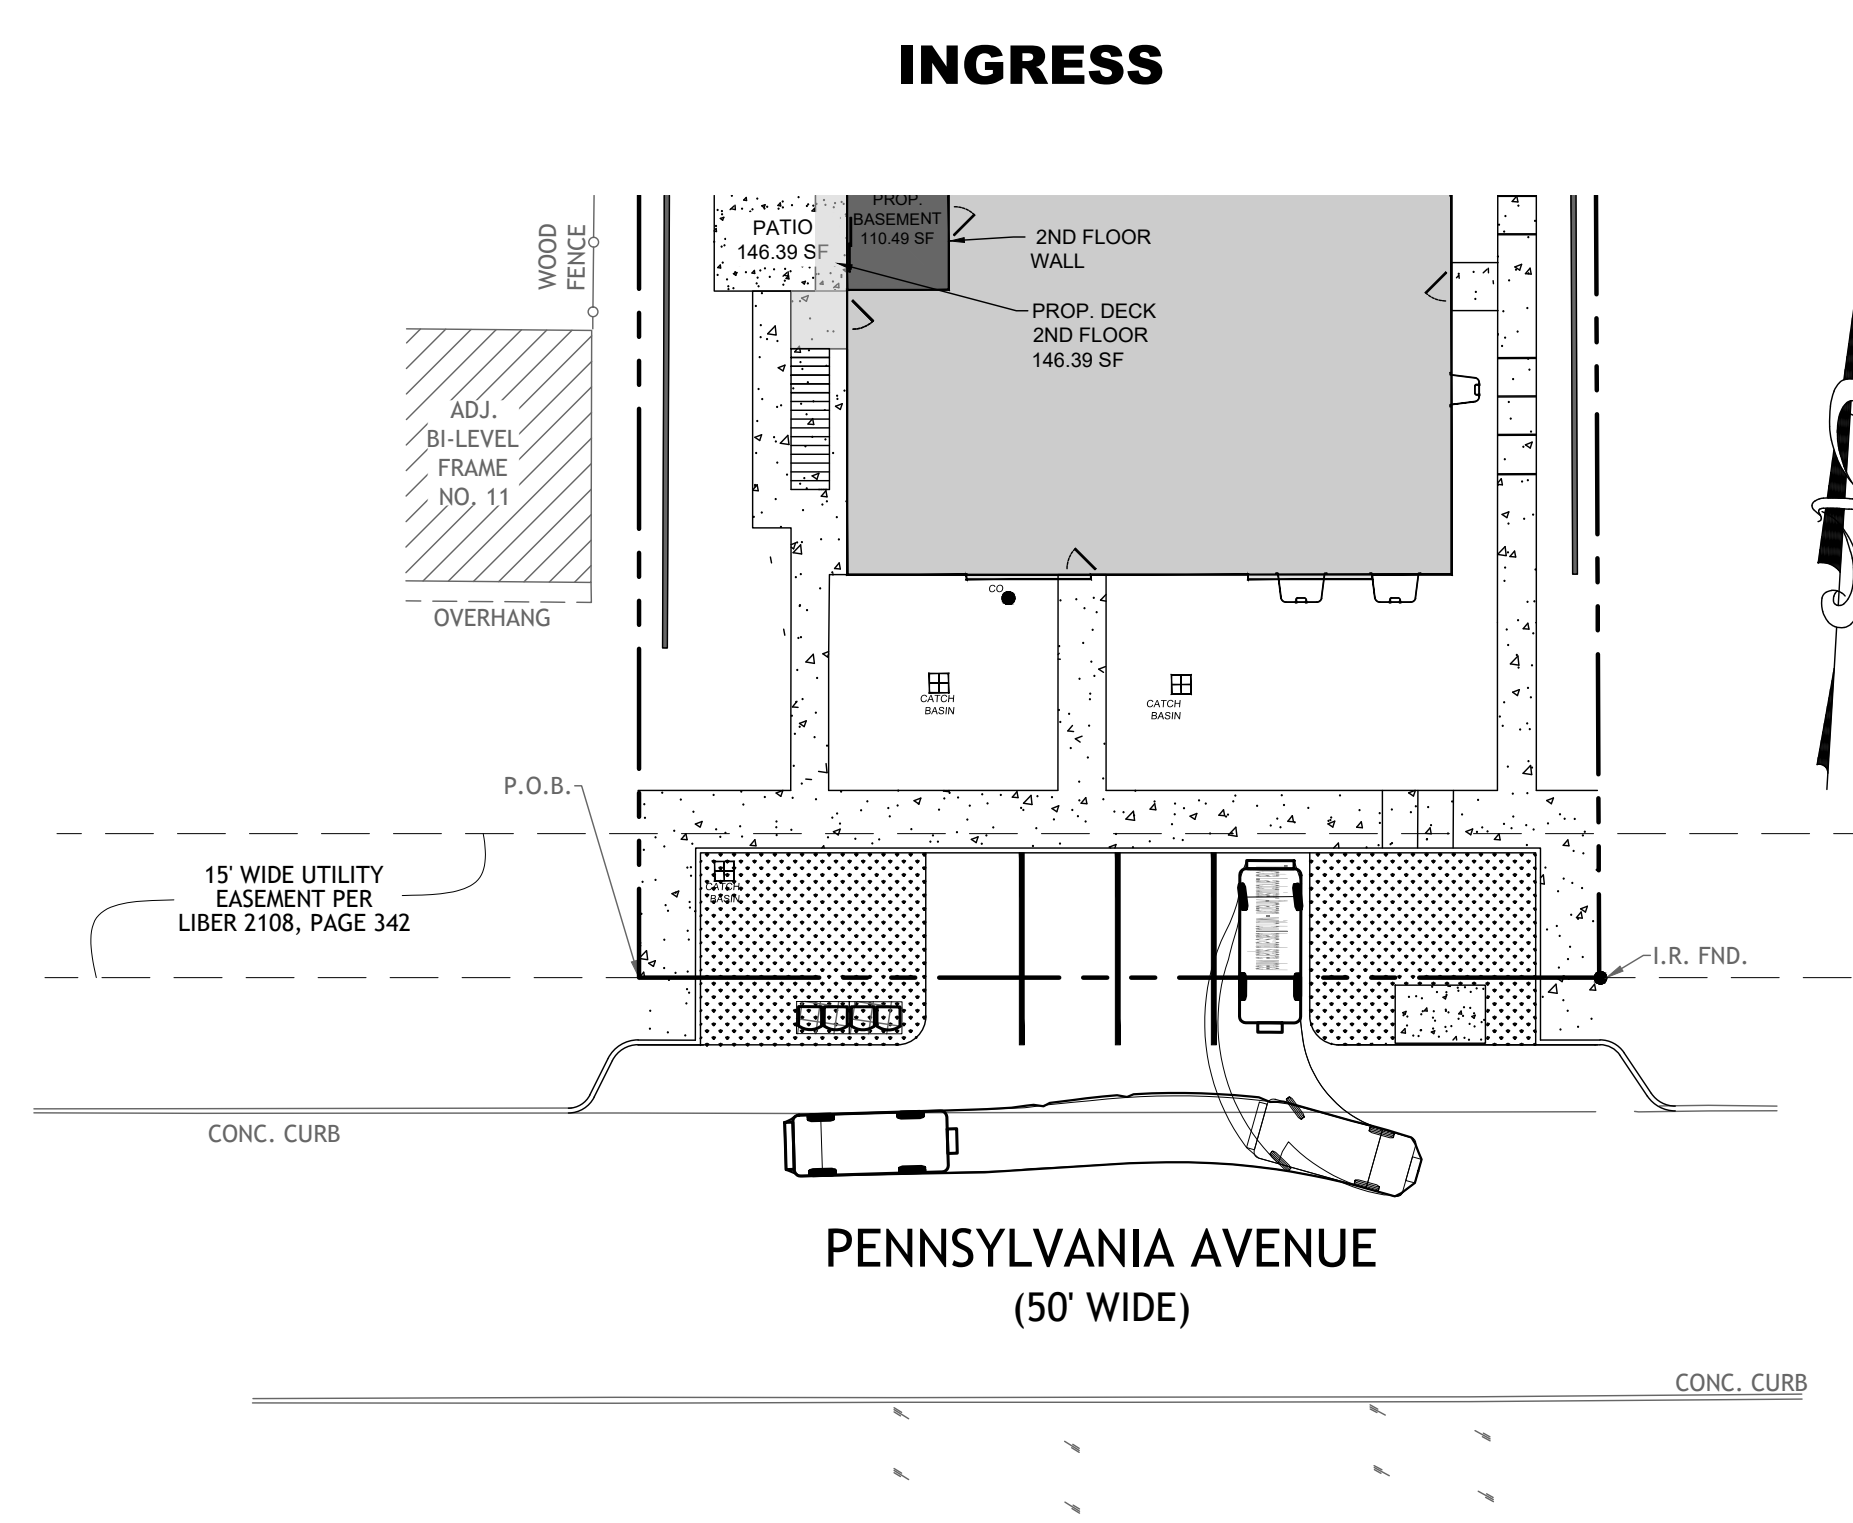 INGRESS
WOOD
FENCE
PATIO
146.39 SF
PROP.
BASEMENT
110.49 SF
2ND FLOOR
WALL
PROP. DECK
2ND FLOOR
146.39 SF
ADJ.
BI-LEVEL
FRAME
NO. 11
OVERHANG
CO
CATCH
BASIN
CATCH
BASIN
P.O.B.
15' WIDE UTILITY
EASEMENT PER
LIBER 2108, PAGE 342
CATCH
BASIN
I.R. FND.
CONC. CURB
PENNSYLVANIA AVENUE
(50' WIDE)
CONC. CURB